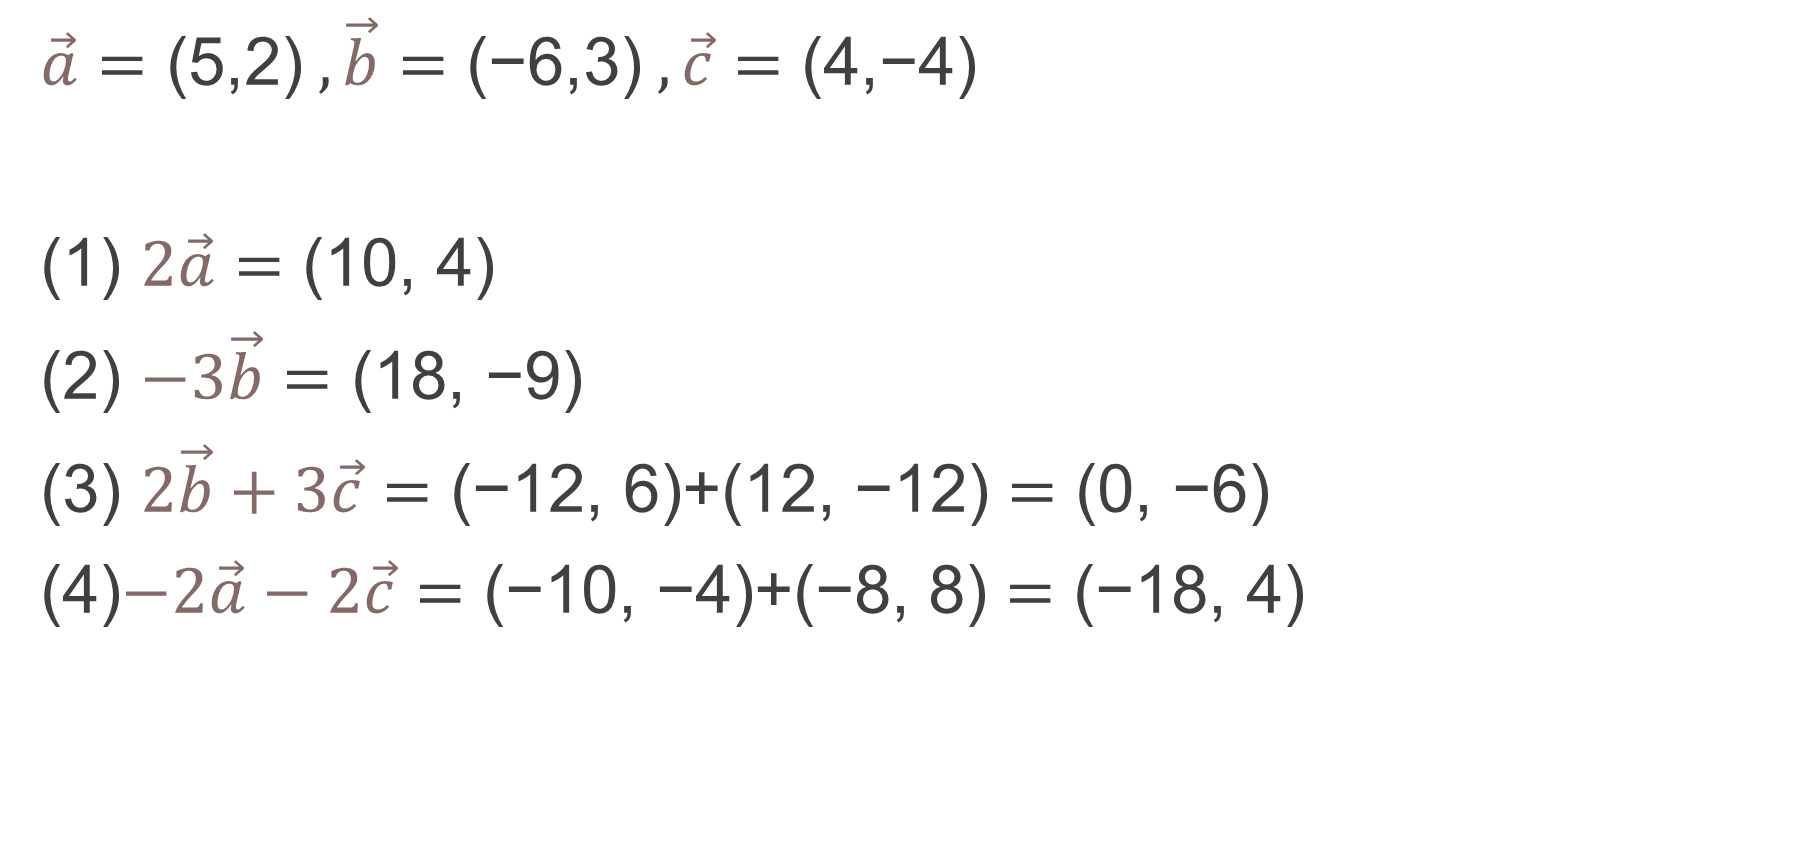 a⃗ = (5,2) , b⃗ = (−6,3) , c⃗ = (4,−4)
(1) 2a⃗ = (10, 4)
(2) −3b⃗ = (18, −9)
(3) 2b⃗ + 3c⃗ = (−12, 6)+(12, −12) = (0, −6)
(4)−2a⃗ − 2c⃗ = (−10, −4)+(−8, 8) = (−18, 4)